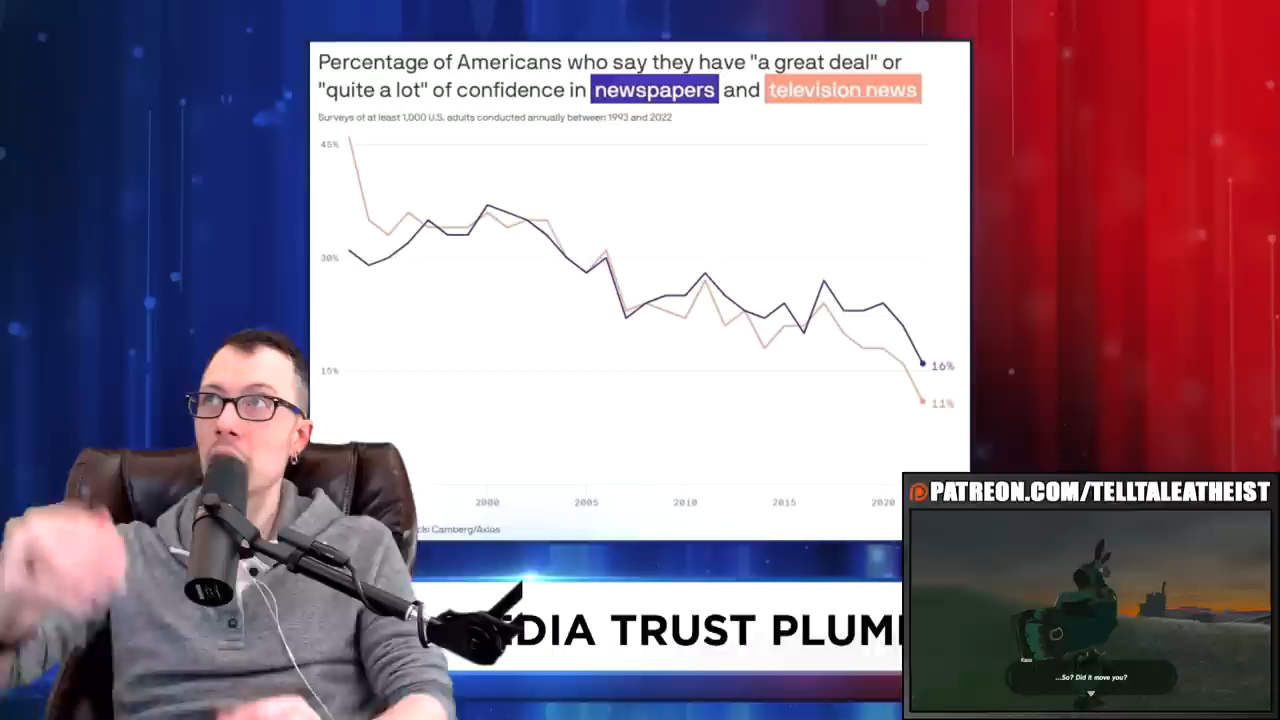 Percentage of Americans who say they have "a great deal" or
"quite a lot" of confidence in newspapers and television news
Surveys of at least 1,000 U.S. adults conducted annually between 1993 and 2022
45%
30%
15%
16%
11%
2000 2005 2010 2015 2020
Camberg/Axios
EDIA TRUST PLUM
PATREON.COM/TELLTALEATHEIST
Kass
...So? Did it move you?